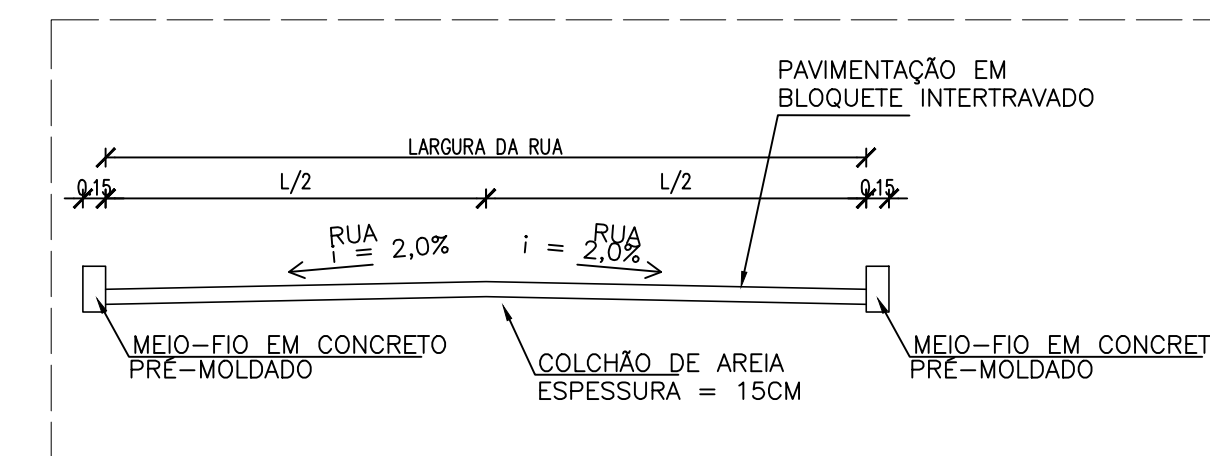 PAVIMENTAÇÃO EM
BLOQUETE INTERTRAVADO
LARGURA DA RUA
0.15 L/2 L/2 0.15
RUA RUA
i = 2,0% i = 2,0%
MEIO-FIO EM CONCRETO
PRÉ-MOLDADO
COLCHÃO DE AREIA
ESPESSURA = 15CM
MEIO-FIO EM CONCRET
PRÉ-MOLDADO